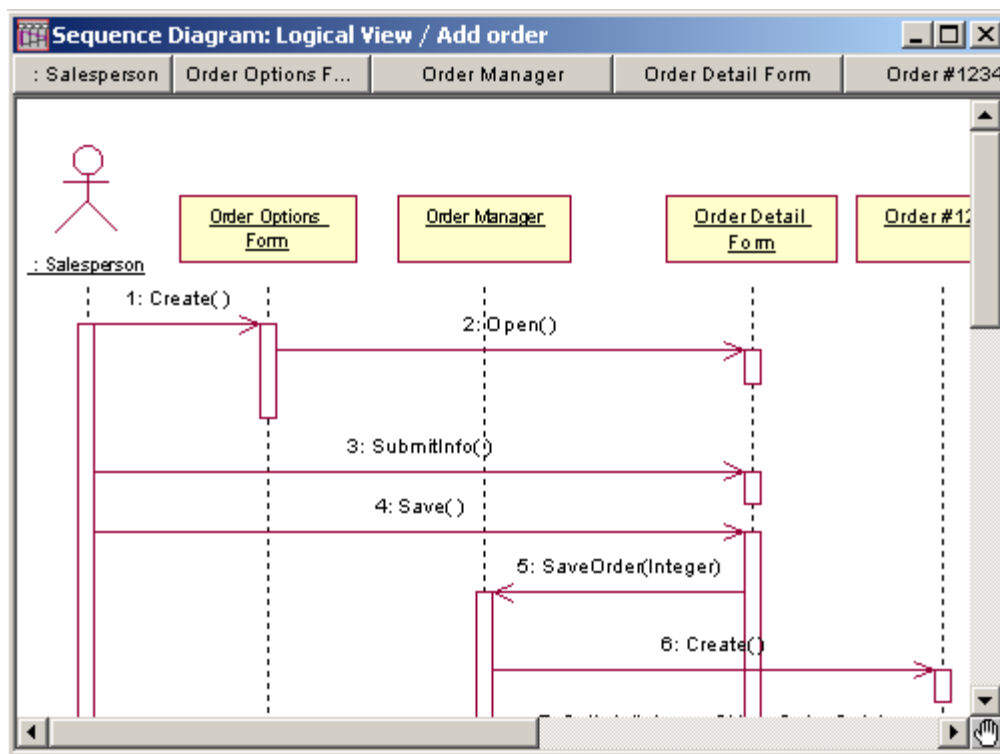 Sequence Diagram: Logical View / Add order
: Salesperson
Order Options F...
Order Manager
Order Detail Form
Order #1234
Order Options
Form
Order Manager
Order Detail
Form
Order #12
: Salesperson
1: Create( )
2: Open( )
3: SubmitInfo( )
4: Save( )
5: SaveOrder(Integer)
6: Create( )